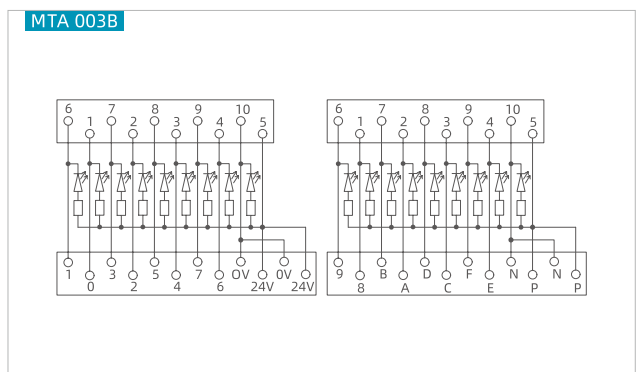 MTA 003B
6 7 8 9 10 6 7 8 9 10
1 2 3 4 5 1 2 3 4 5
1 3 5 7 0V 0V 9 B D F N N
0 2 4 6 24V 24V 8 A C E P P